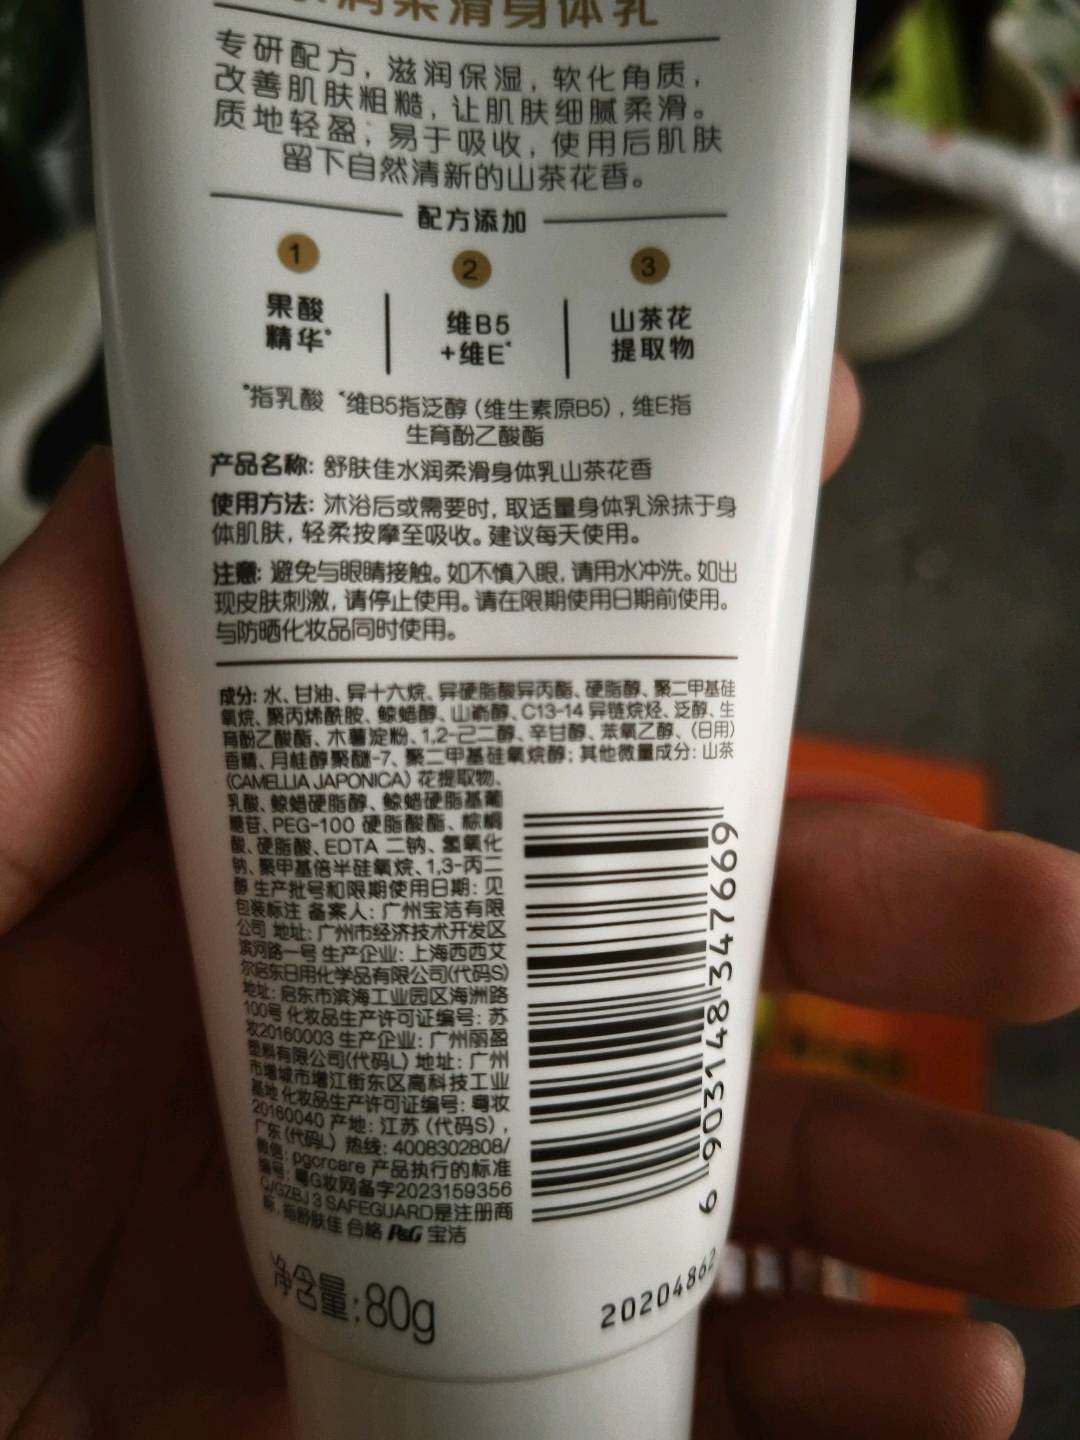 润柔滑身体乳
专研配方，滋润保湿，软化角质，
改善肌肤粗糙，让肌肤细腻柔滑。
质地轻盈，易于吸收，使用后肌肤
留下自然清新的山茶花香。
配方添加
1 2 3
果酸 维B5 山茶花
精华* +维E* 提取物
*指乳酸 *维B5指泛醇（维生素原B5），维E指
生育酚乙酸酯
产品名称: 舒肤佳水润柔滑身体乳山茶花香
使用方法: 沐浴后或需要时，取适量身体乳涂抹于身
体肌肤，轻柔按摩至吸收。建议每天使用。
注意: 避免与眼睛接触。如不慎入眼，请用水冲洗。如出
现皮肤刺激，请停止使用。请在限期使用日期前使用。
与防晒化妆品同时使用。
成分: 水、甘油、异十六烷、异硬脂酸异丙酯、硬脂醇、聚二甲基硅
氧烷、聚丙烯酰胺、鲸蜡醇、山嵛醇、C13-14 异链烷烃、泛醇、生
育酚乙酸酯、木薯淀粉、1,2-己二醇、辛甘醇、苯氧乙醇、(日用)
香精、月桂醇聚醚-7、聚二甲基硅氧烷醇；其他微量成分: 山茶
(CAMELLIA JAPONICA) 花提取物、
乳酸、鲸蜡硬脂醇、鲸蜡硬脂基葡
糖苷、PEG-100 硬脂酸酯、棕榈
酸、硬脂酸、EDTA 二钠、氢氧化
钠、聚甲基倍半硅氧烷、1,3-丙二
醇 生产批号和限期使用日期: 见
包装标注 备案人: 广州宝洁有限
公司 地址: 广州市经济技术开发区
滨河路一号 生产企业: 上海西西艾
尔启东日用化学品有限公司(代码S)
地址: 启东市滨海工业园区海洲路
100号 化妆品生产许可证编号: 苏
妆20160003 生产企业: 广州丽盈
塑料有限公司(代码L) 地址: 广州
市增城市增江街东区高科技工业
基地 化妆品生产许可证编号: 粤妆
20160040 产地: 江苏 (代码S)，
广东 (代码L) 热线: 4008302808/
微信: pgcrcare 产品执行的标准
编号: 粤G妆网备字2023159356
Q/GZBJ 3 SAFEGUARD是注册商
标，指舒肤佳 合格 P&G 宝洁
6 903148 347669
净含量: 80g
20204862